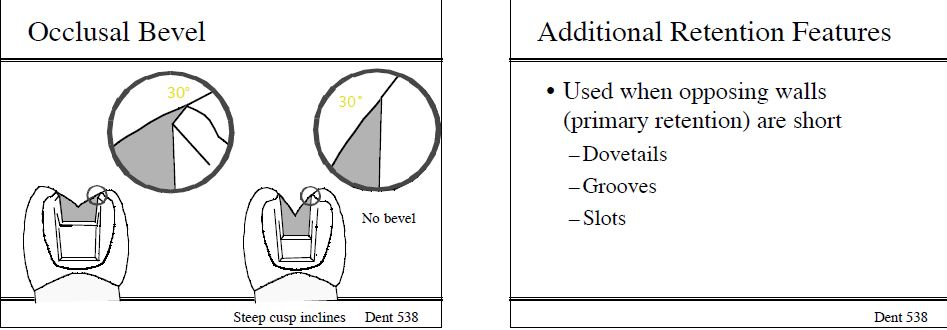 Occlusal Bevel
30°
30°
No bevel
Steep cusp inclines
Dent 538
Additional Retention Features
• Used when opposing walls
(primary retention) are short
–Dovetails
–Grooves
–Slots
Dent 538